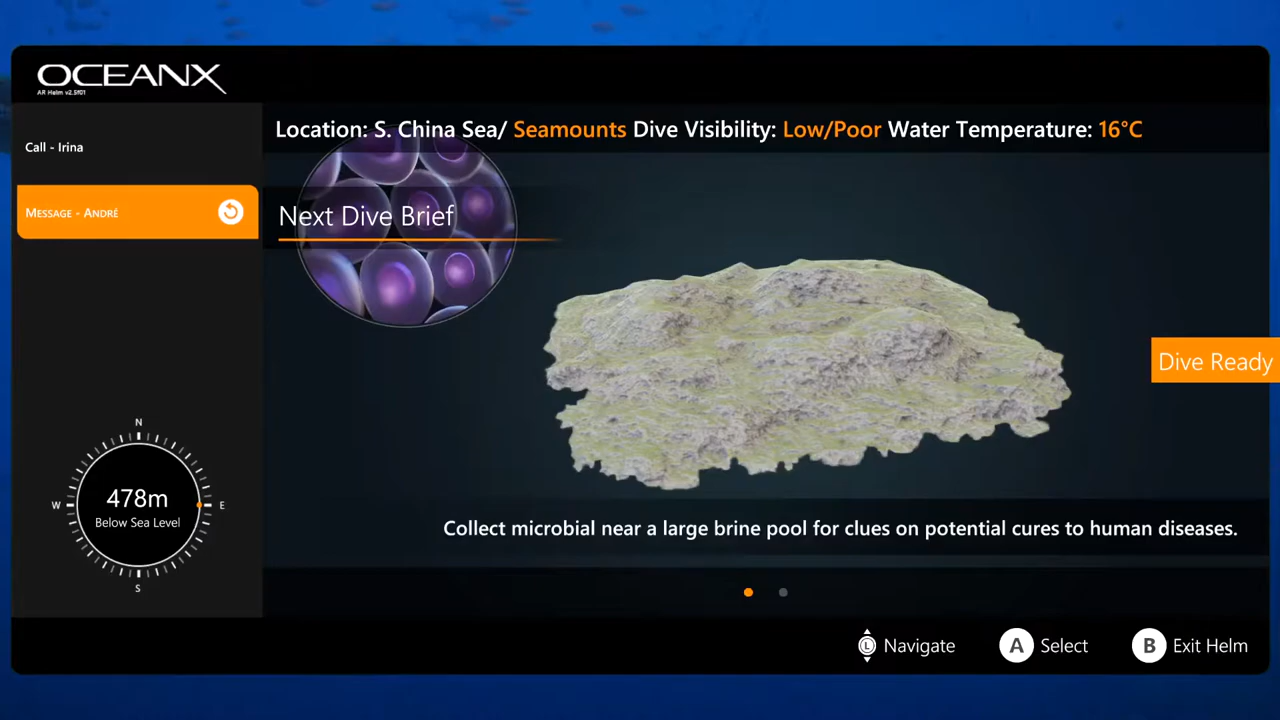 OCEANX
AR Helm v2.5f01
Call - Irina
Message - André
Location: S. China Sea/ Seamounts Dive Visibility: Low/Poor Water Temperature: 16°C
Next Dive Brief
Dive Ready
N
W
E
S
478m
Below Sea Level
Collect microbial near a large brine pool for clues on potential cures to human diseases.
L Navigate
A Select
B Exit Helm